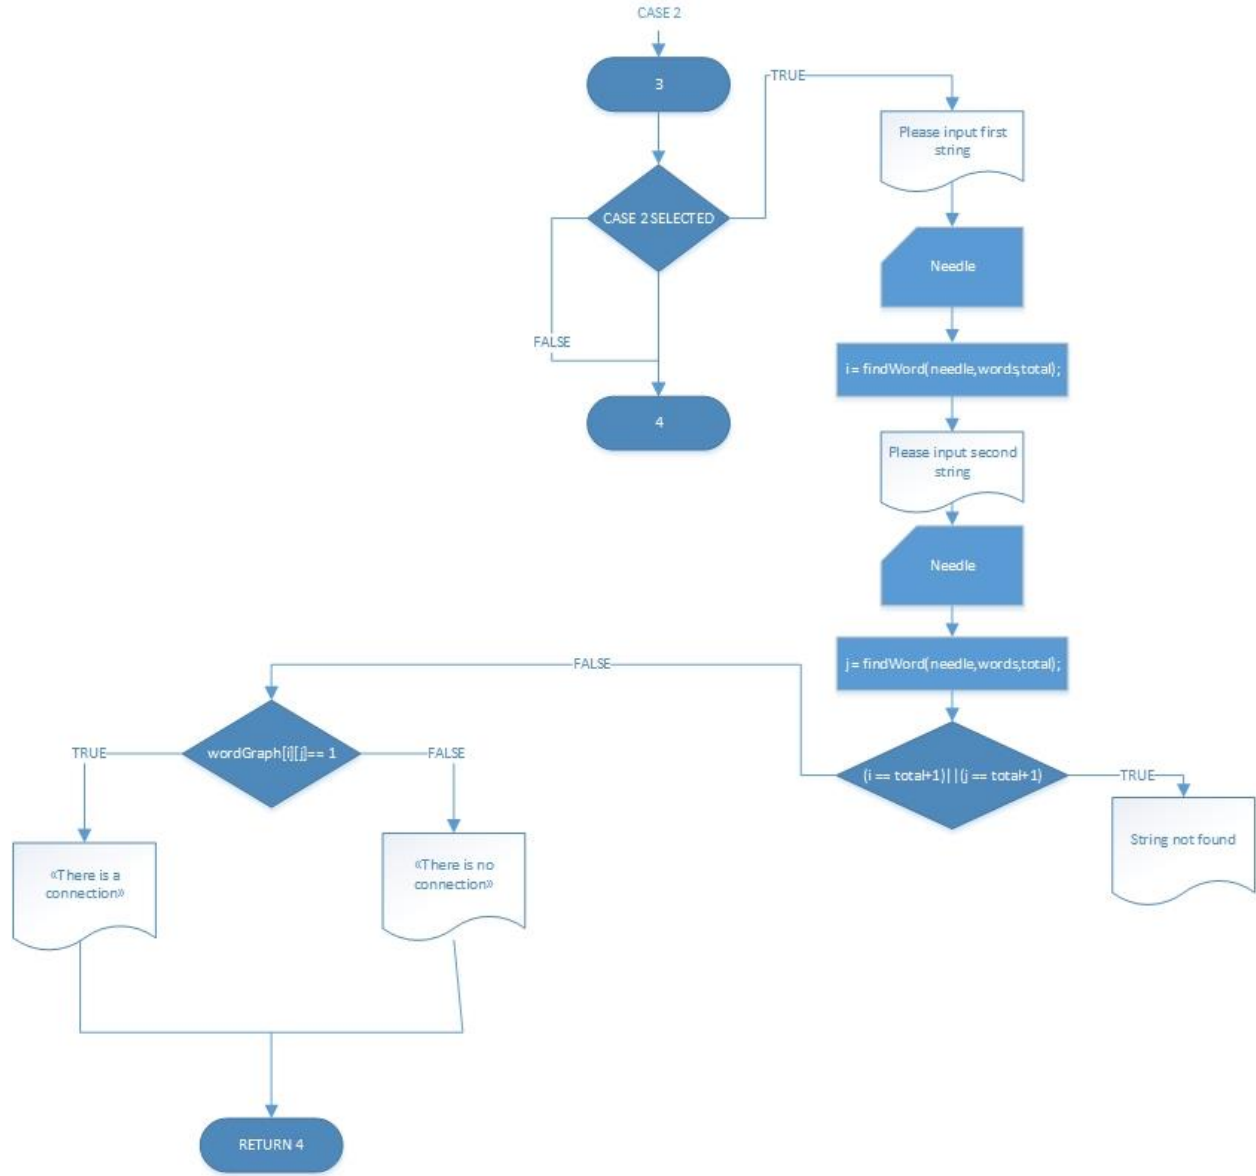 CASE 2
3
TRUE
Please input first
string
CASE 2 SELECTED
Needle
FALSE
i= findWord(needle,words,total);
4
Please input second
string
Needle
j= findWord(needle,words,total);
FALSE
wordGraph[i][j]== 1
TRUE
FALSE
(i == total+1)||(j == total+1)
TRUE
String not found
«There is a
connection»
«There is no
connection»
RETURN 4